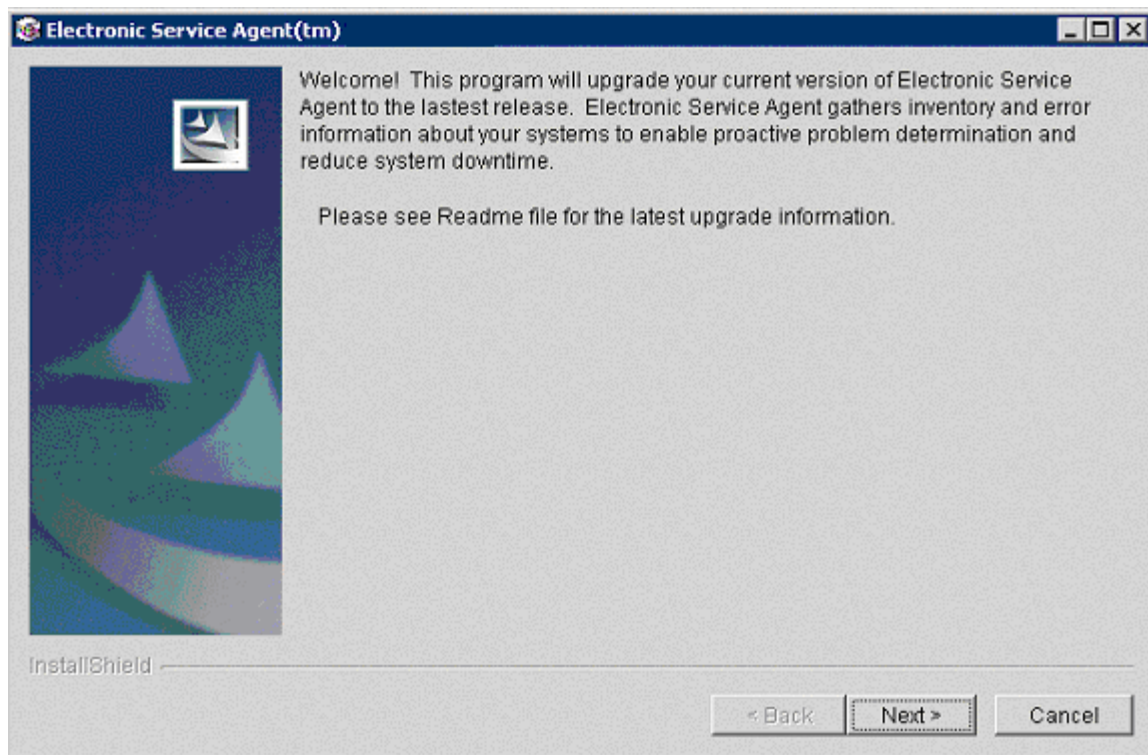 Electronic Service Agent(tm)
Welcome! This program will upgrade your current version of Electronic Service
Agent to the lastest release. Electronic Service Agent gathers inventory and error
information about your systems to enable proactive problem determination and
reduce system downtime.
Please see Readme file for the latest upgrade information.
InstallShield
< Back
Next >
Cancel